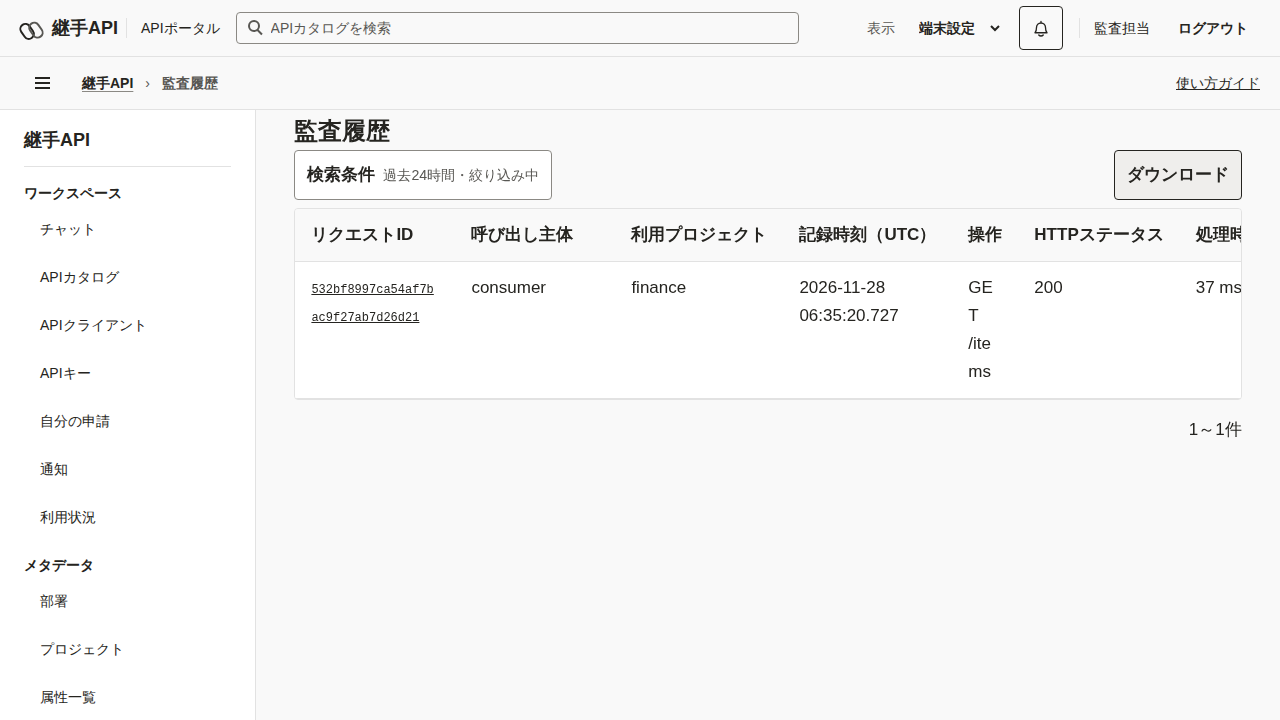 継手API
APIポータル
APIカタログを検索
表示
端末設定
監査担当
ログアウト
継手API › 監査履歴
使い方ガイド
継手API
ワークスペース
チャット
APIカタログ
APIクライアント
APIキー
自分の申請
通知
利用状況
メタデータ
部署
プロジェクト
属性一覧
監査履歴
検索条件 過去24時間・絞り込み中
ダウンロード
リクエストID 呼び出し主体 利用プロジェクト 記録時刻（UTC） 操作 HTTPステータス 処理時
532bf8997ca54af7b consumer finance 2026-11-28 GE 200 37 ms
ac9f27ab7d26d21 06:35:20.727 T
/ite
ms
1～1件